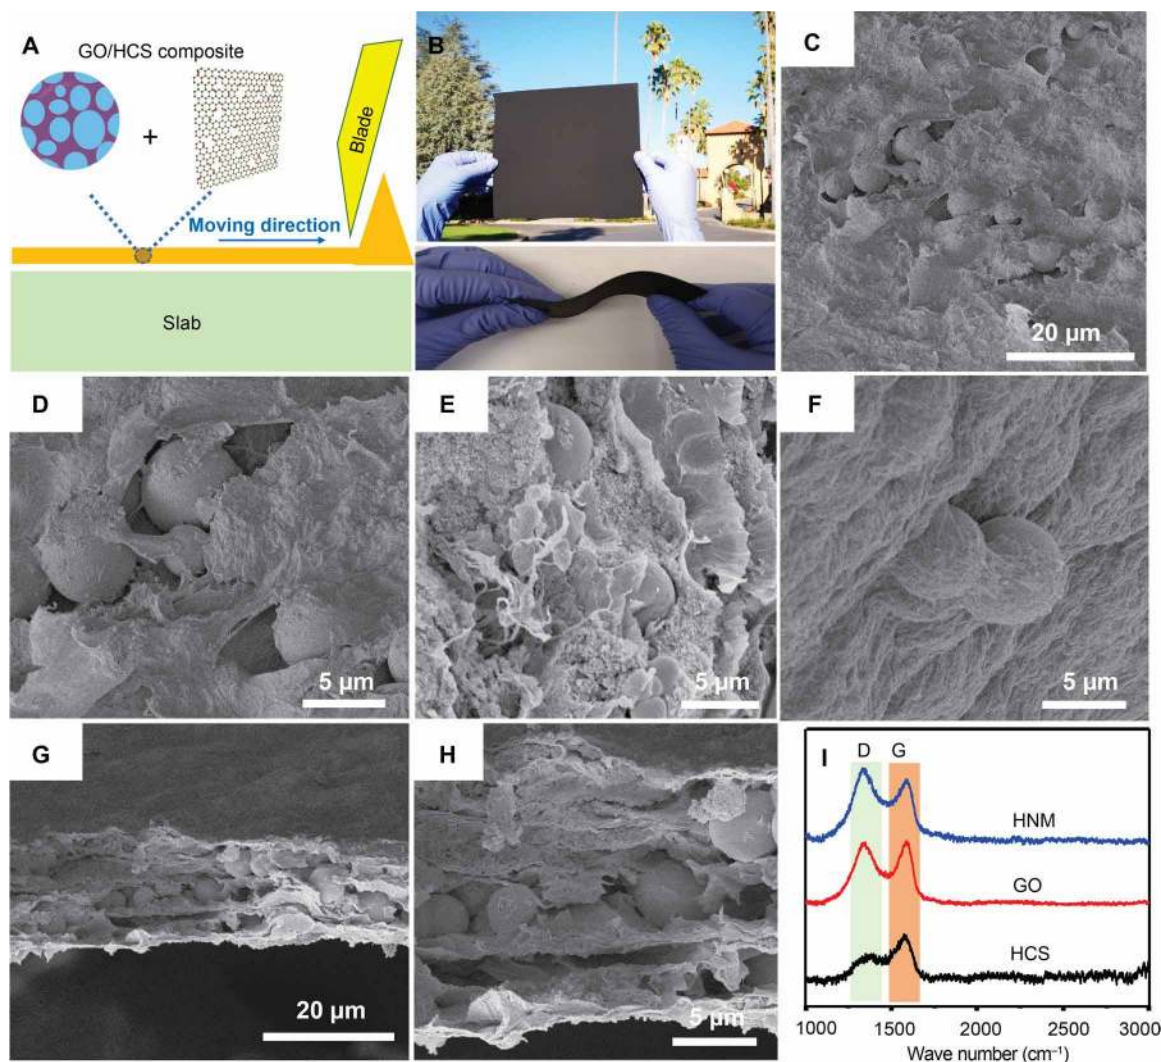 A
GO/HCS composite
+
Blade
Moving direction
Slab
B
C
20 µm
D
5 µm
E
5 µm
F
5 µm
G
20 µm
H
5 µm
I
D G
HNM
GO
HCS
1000 1500 2000 2500 3000
Wave number (cm⁻¹)